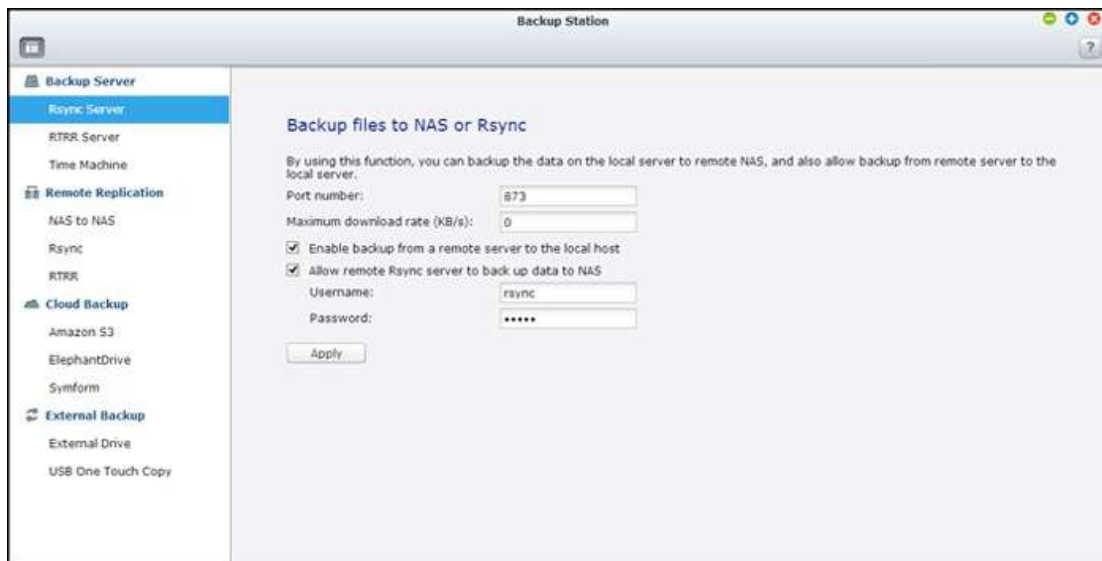 Backup Station
?
Backup Server
Rsync Server
RTRR Server
Time Machine
Remote Replication
NAS to NAS
Rsync
RTRR
Cloud Backup
Amazon S3
ElephantDrive
Symform
External Backup
External Drive
USB One Touch Copy
Backup files to NAS or Rsync
By using this function, you can backup the data on the local server to remote NAS, and also allow backup from remote server to the
local server.
Port number: 873
Maximum download rate (KB/s): 0
Enable backup from a remote server to the local host
Allow remote Rsync server to back up data to NAS
Username: rsync
Password: •••••
Apply